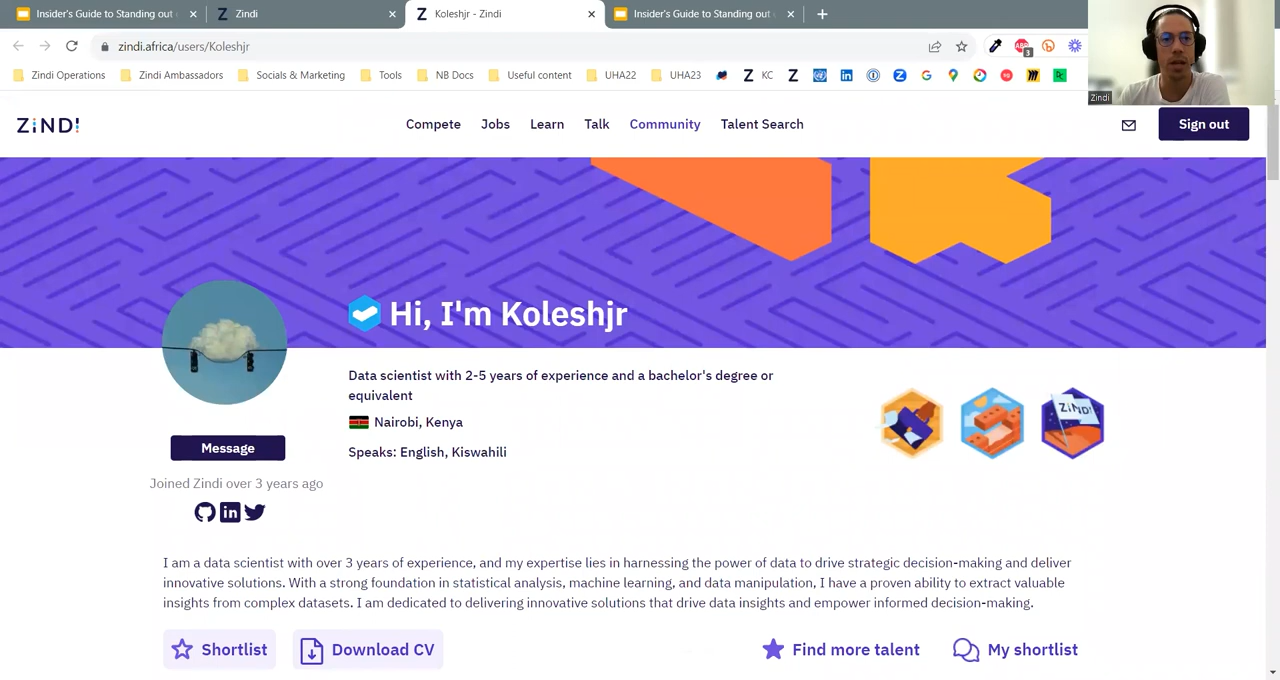 Insider's Guide to Standing out
Zindi
Koleshjr - Zindi
Insider's Guide to Standing out
zindi.africa/users/Koleshjr
3
Zindi Operations
Zindi Ambassadors
Socials & Marketing
Tools
NB Docs
Useful content
UHA22
UHA23
KC
Zindi
ZiNDi
Compete
Jobs
Learn
Talk
Community
Talent Search
Sign out
Hi, I'm Koleshjr
Data scientist with 2-5 years of experience and a bachelor's degree or
equivalent
Nairobi, Kenya
Speaks: English, Kiswahili
ZiNDi
Message
Joined Zindi over 3 years ago
I am a data scientist with over 3 years of experience, and my expertise lies in harnessing the power of data to drive strategic decision-making and deliver
innovative solutions. With a strong foundation in statistical analysis, machine learning, and data manipulation, I have a proven ability to extract valuable
insights from complex datasets. I am dedicated to delivering innovative solutions that drive data insights and empower informed decision-making.
Shortlist
Download CV
Find more talent
My shortlist